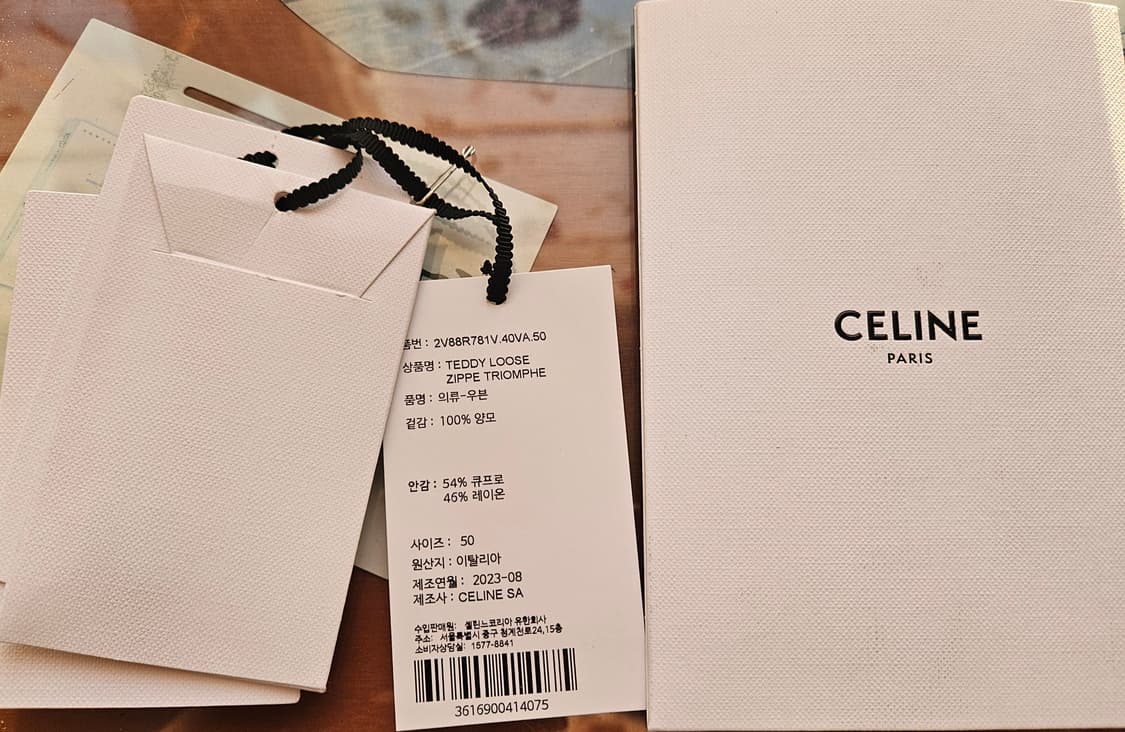 품번 : 2V88R781V.40VA.50
상품명 : TEDDY LOOSE
ZIPPE TRIOMPHE
품명 : 의류-우븐
겉감 : 100% 양모
안감 : 54% 큐프로
46% 레이온
사이즈 : 50
원산지 : 이탈리아
제조연월 : 2023-08
제조사 : CELINE SA
수입판매원: 셀린느코리아 유한회사
주소: 서울특별시 중구 청계천로24,15층
소비자상담실: 1577-8841
3616900414075
CELINE
PARIS